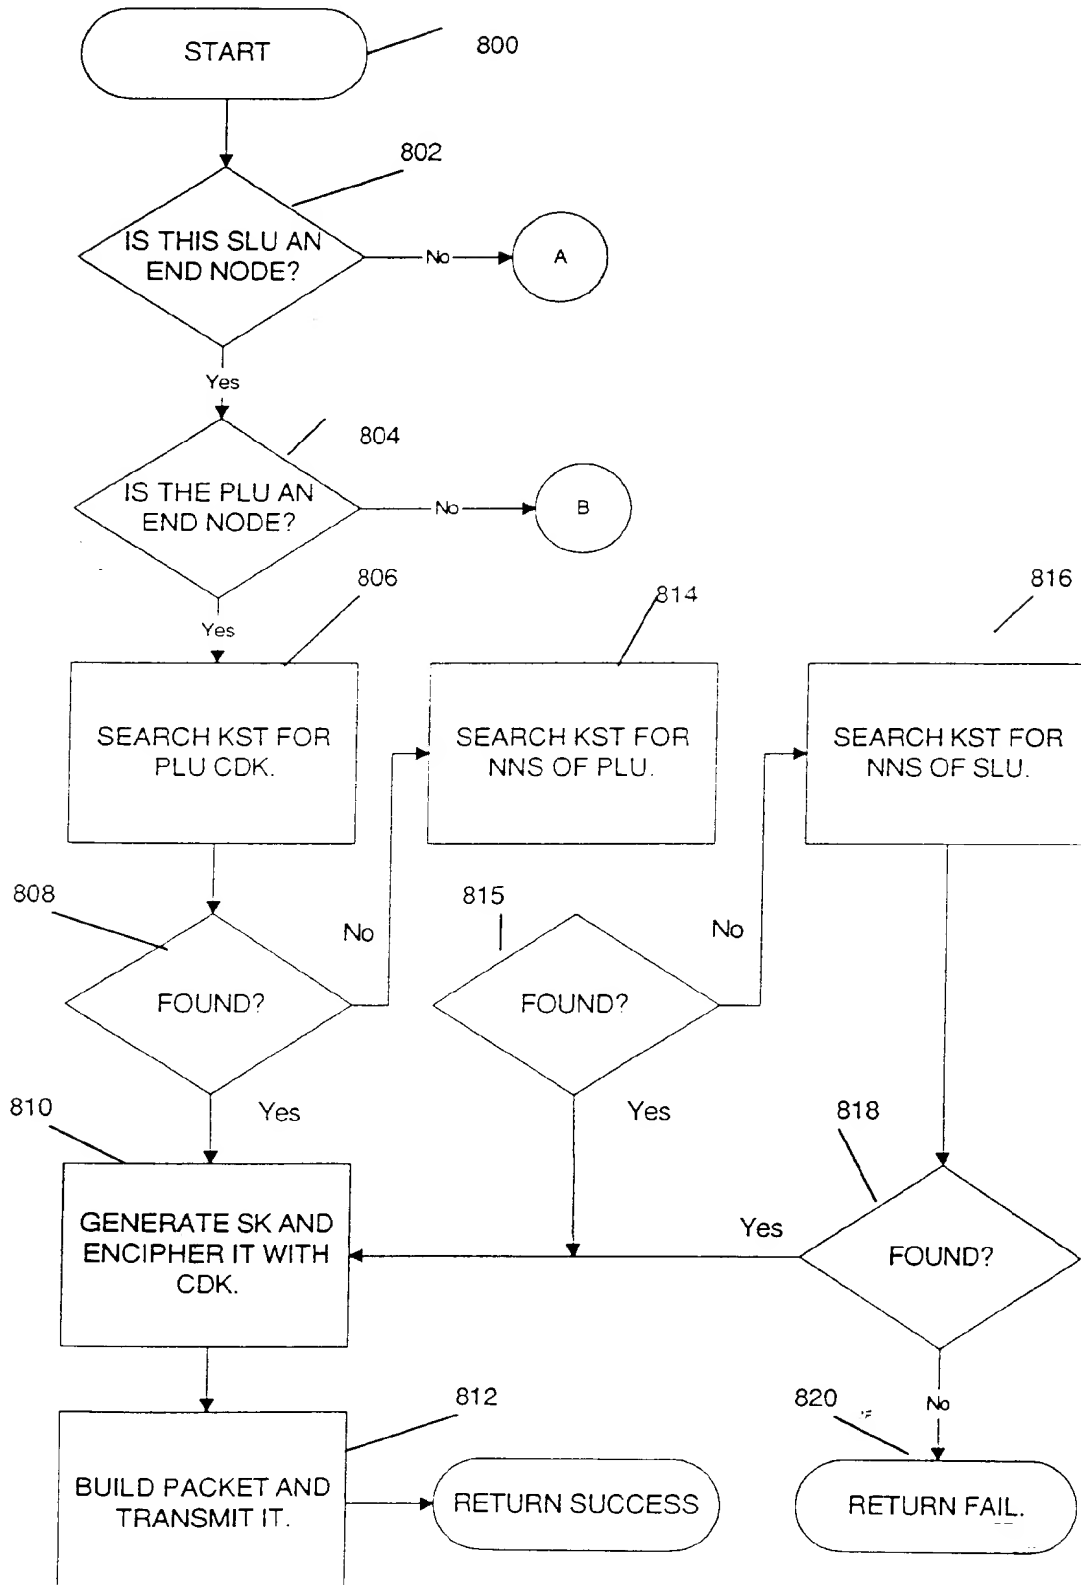 START
800
802
IS THIS SLU AN
END NODE?
No
A
Yes
804
IS THE PLU AN
END NODE?
No
B
Yes
806
814
816
SEARCH KST FOR
PLU CDK.
SEARCH KST FOR
NNS OF PLU.
SEARCH KST FOR
NNS OF SLU.
808
No
815
No
FOUND?
FOUND?
810
Yes
Yes
818
GENERATE SK AND
ENCIPHER IT WITH
CDK.
Yes
FOUND?
812
820
No
BUILD PACKET AND
TRANSMIT IT.
RETURN SUCCESS
RETURN FAIL.